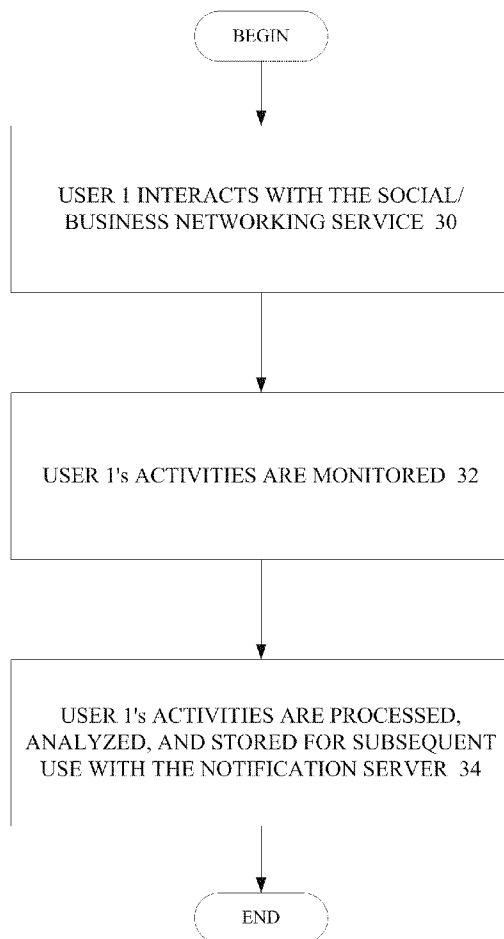 BEGIN
USER 1 INTERACTS WITH THE SOCIAL/
BUSINESS NETWORKING SERVICE 30
USER 1's ACTIVITIES ARE MONITORED 32
USER 1's ACTIVITIES ARE PROCESSED,
ANALYZED, AND STORED FOR SUBSEQUENT
USE WITH THE NOTIFICATION SERVER 34
END